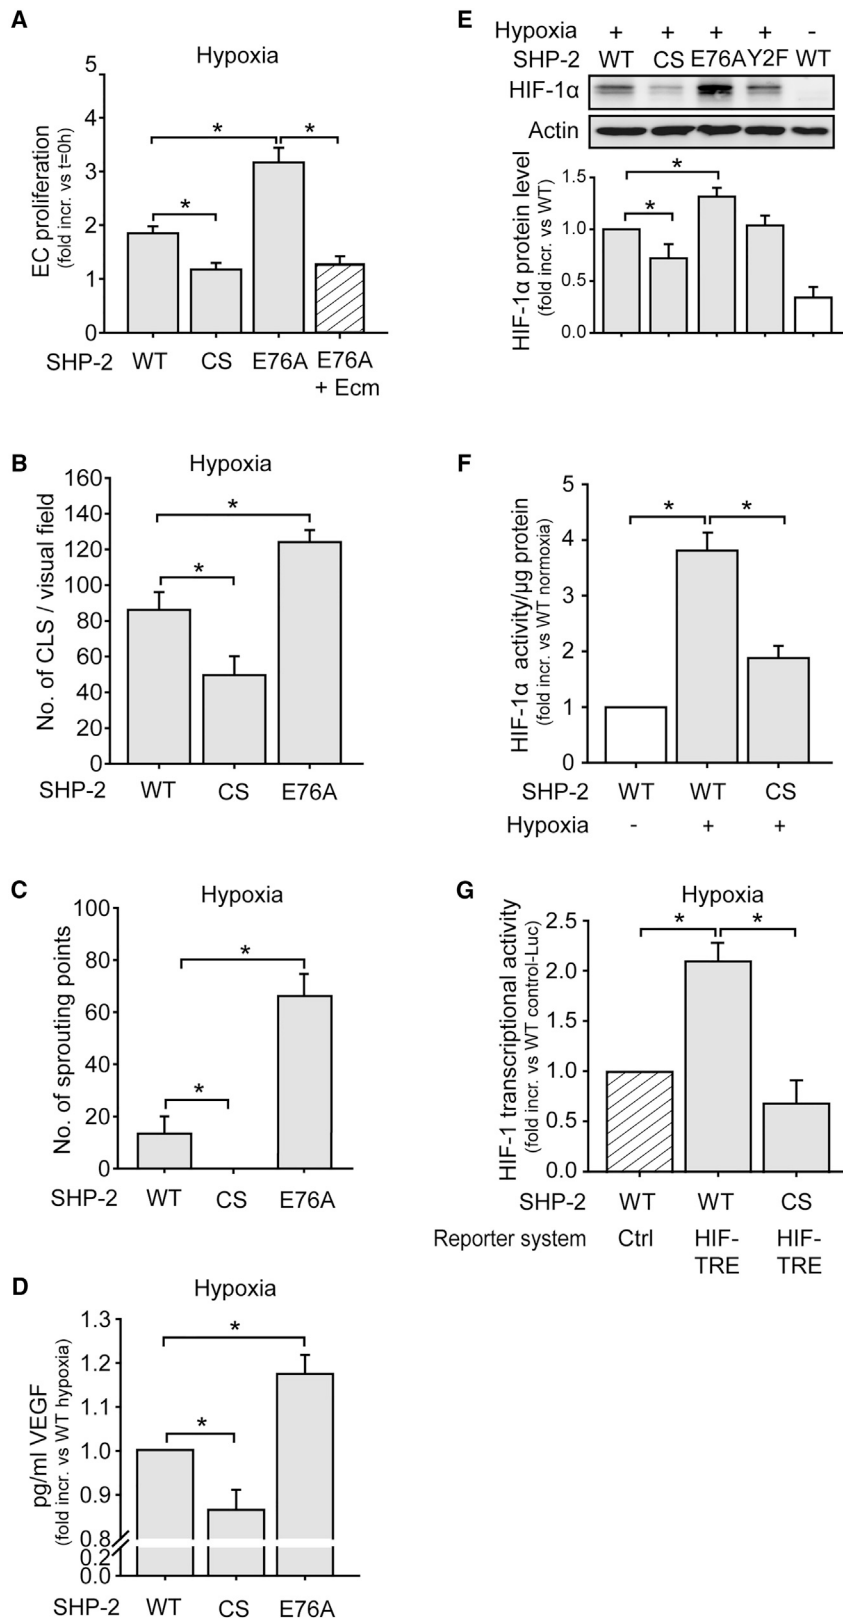 A
Hypoxia
EC proliferation
(fold incr. vs t=0h)
5
4
3
2
1
0
* * *
SHP-2 WT CS E76A E76A
+ Ecm
B
Hypoxia
No. of CLS / visual field
160
140
120
100
80
60
40
20
0
*
*
SHP-2 WT CS E76A
C
Hypoxia
No. of sprouting points
100
80
60
40
20
0
*
*
SHP-2 WT CS E76A
D
Hypoxia
pg/ml VEGF
(fold incr. vs WT hypoxia)
1.3
1.2
1.1
1.0
0.9
0.8
0.2
0.0
*
*
SHP-2 WT CS E76A
E
Hypoxia + + + + -
SHP-2 WT CS E76A Y2F WT
HIF-1α
Actin
HIF-1α protein level
(fold incr. vs WT)
1.5
1.0
0.5
0.0
*
*
F
HIF-1α activity/µg protein
(fold incr. vs WT normoxia)
5
4
3
2
1
0
* *
SHP-2 WT WT CS
Hypoxia - + +
G
Hypoxia
HIF-1 transcriptional activity
(fold incr. vs WT control-Luc)
2.5
2.0
1.0
0.5
0.0
* *
SHP-2 WT WT CS
Reporter system Ctrl HIF- HIF-
TRE TRE